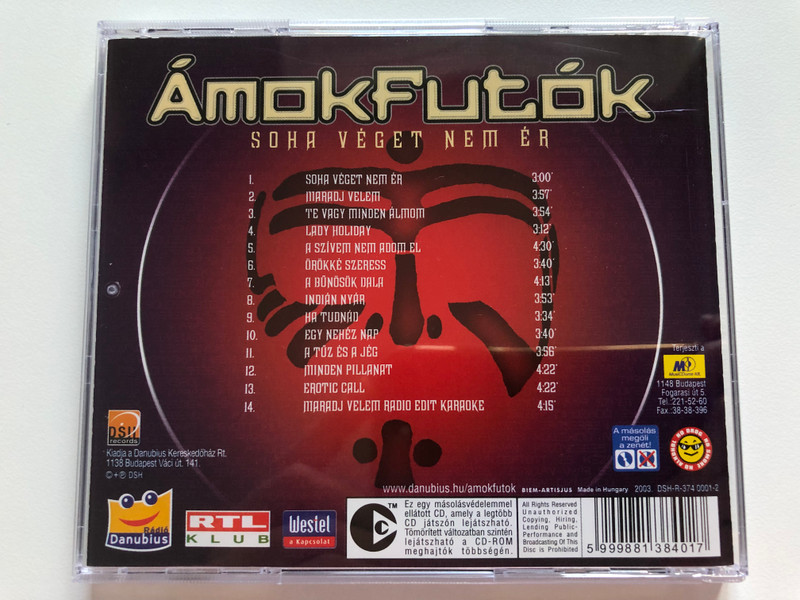 ÁmokFutók
SOHA VÉGET NEM ÉR
1. SOHA VÉGET NEM ÉR 3:00'
2. MARADJ VELEM 3:57'
3. TE VAGY MINDEN ÁLMOM 3:54'
4. LADY HOLIDAY 3:12'
5. A SZÍVEM NEM ADOM EL 4:30'
6. ÖRÖKKÉ SZERESS 3:40'
7. A BŰNÖSÖK DALA 4:13'
8. INDIÁN NYÁR 3:53'
9. HA TUDNÁD 3:34'
10. EGY NEHÉZ NAP 3:40'
11. A TŰZ ÉS A JÉG 3:56'
12. MINDEN PILLANAT 4:22'
13. EROTIC CALL 4:22'
14. MARADJ VELEM RADIO EDIT KARAOKE 4:15'
Terjeszti a
1148 Budapest
Fogarasi út 5.
Tel.:221-52-60
Fax.:38-38-396
DSH
records
Kiadja a Danubius Kereskedőház Rt.
1138 Budapest Váci út. 141.
©+℗ DSH
A másolás
megöli
a zenét!
www.danubius.hu/amokfutok BIEM-ARTISJUS Made in Hungary 2003. DSH-R-374 0001-2
Rádió
Danubius
RTL
KLUB
Westel
a Kapcsolat
C
TM
Ez egy másolásvédelemmel
ellátott CD, amely a legtöbb
CD játszón lejátszható.
Tömörített változatban szintén
lejátszható a CD-ROM
meghajtók többségén.
All Rights Reserved
Unauthorized
Copying, Hiring,
Lending Public-
Performance and
Broadcasting Of This
Disc is Prohibited
5 999881 384017